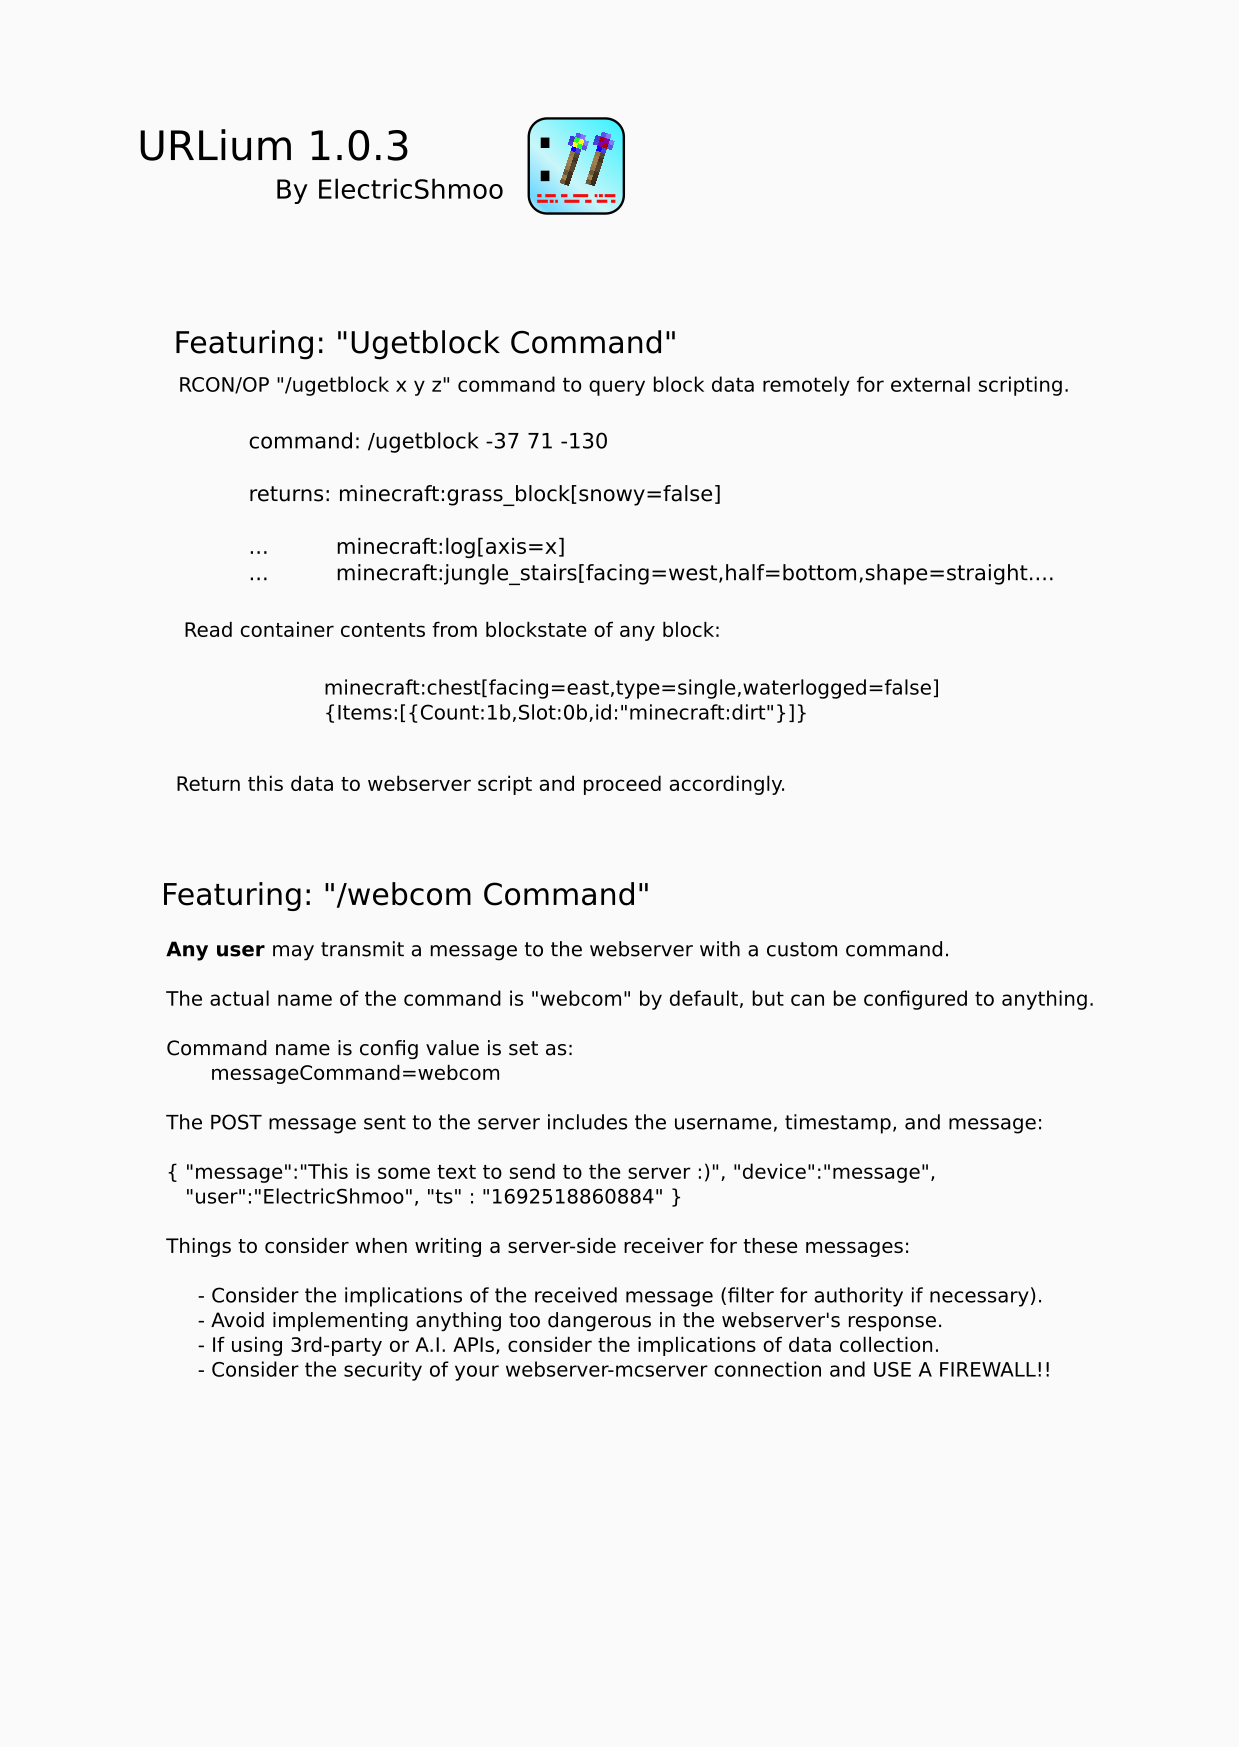 URLium 1.0.3
By ElectricShmoo
Featuring: "Ugetblock Command"
RCON/OP "/ugetblock x y z" command to query block data remotely for external scripting.
command: /ugetblock -37 71 -130
returns: minecraft:grass_block[snowy=false]
... minecraft:log[axis=x]
... minecraft:jungle_stairs[facing=west,half=bottom,shape=straight....
Read container contents from blockstate of any block:
minecraft:chest[facing=east,type=single,waterlogged=false]
{Items:[{Count:1b,Slot:0b,id:"minecraft:dirt"}]}
Return this data to webserver script and proceed accordingly.
Featuring: "/webcom Command"
Any user may transmit a message to the webserver with a custom command.
The actual name of the command is "webcom" by default, but can be configured to anything.
Command name is config value is set as:
messageCommand=webcom
The POST message sent to the server includes the username, timestamp, and message:
{ "message":"This is some text to send to the server :)", "device":"message",
"user":"ElectricShmoo", "ts" : "1692518860884" }
Things to consider when writing a server-side receiver for these messages:
- Consider the implications of the received message (filter for authority if necessary).
- Avoid implementing anything too dangerous in the webserver's response.
- If using 3rd-party or A.I. APIs, consider the implications of data collection.
- Consider the security of your webserver-mcserver connection and USE A FIREWALL!!